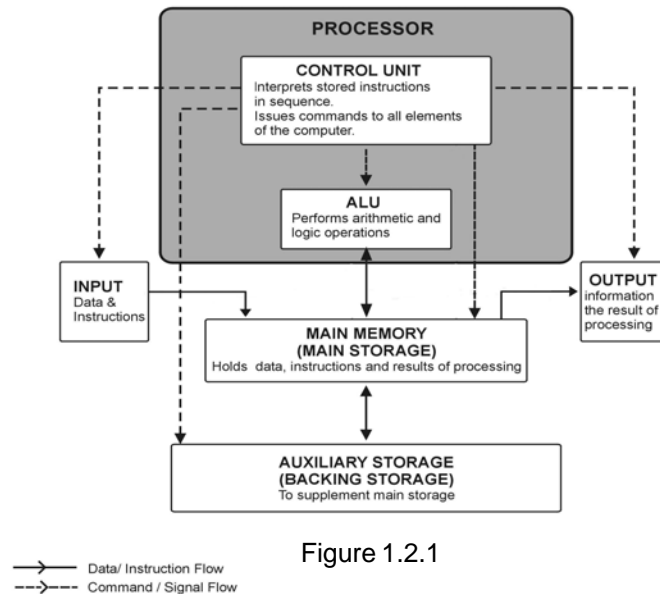 PROCESSOR
CONTROL UNIT
Interprets stored instructions
in sequence.
Issues commands to all elements
of the computer.
ALU
Performs arithmetic and
logic operations
INPUT
Data &
Instructions
OUTPUT
information
the result of
processing
MAIN MEMORY
(MAIN STORAGE)
Holds data, instructions and results of processing
AUXILIARY STORAGE
(BACKING STORAGE)
To supplement main storage
Figure 1.2.1
Data/ Instruction Flow
Command / Signal Flow